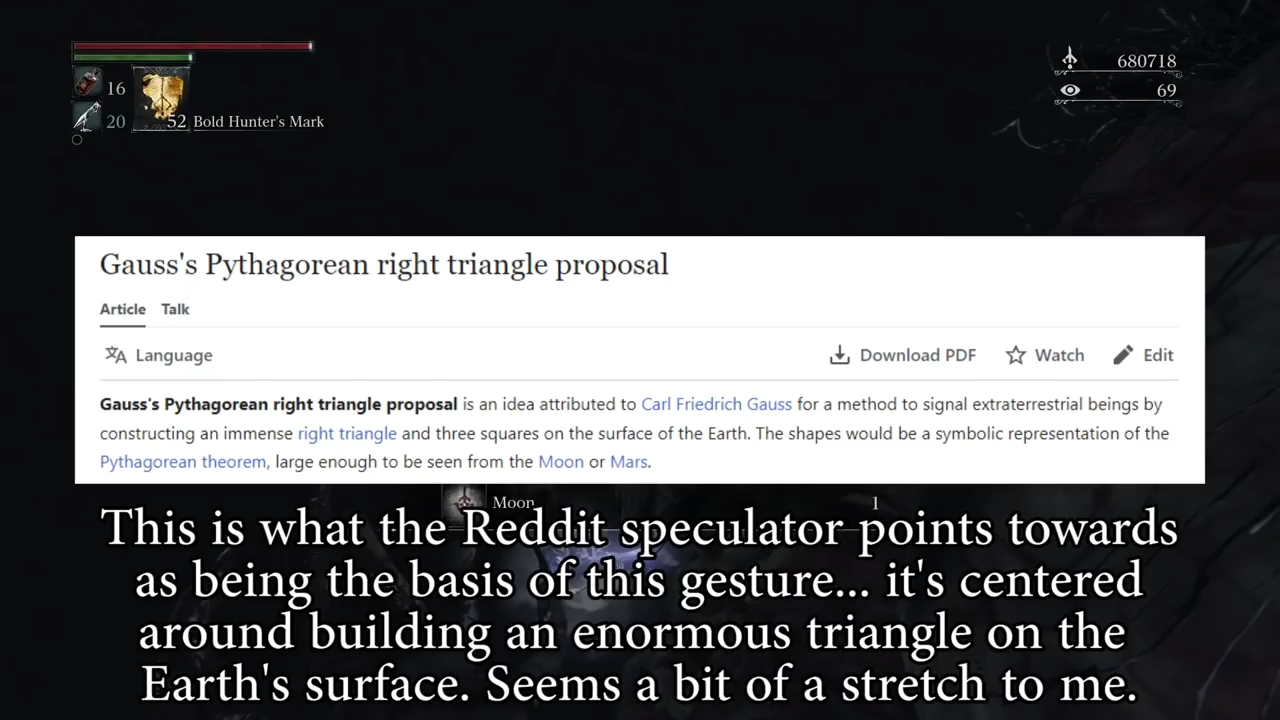 680718
16
69
20
52 Bold Hunter's Mark
Gauss's Pythagorean right triangle proposal
Article Talk
Language Download PDF Watch Edit
Gauss's Pythagorean right triangle proposal is an idea attributed to Carl Friedrich Gauss for a method to signal extraterrestrial beings by
constructing an immense right triangle and three squares on the surface of the Earth. The shapes would be a symbolic representation of the
Pythagorean theorem, large enough to be seen from the Moon or Mars.
Moon 1
This is what the Reddit speculator points towards
as being the basis of this gesture... it's centered
around building an enormous triangle on the
Earth's surface. Seems a bit of a stretch to me.